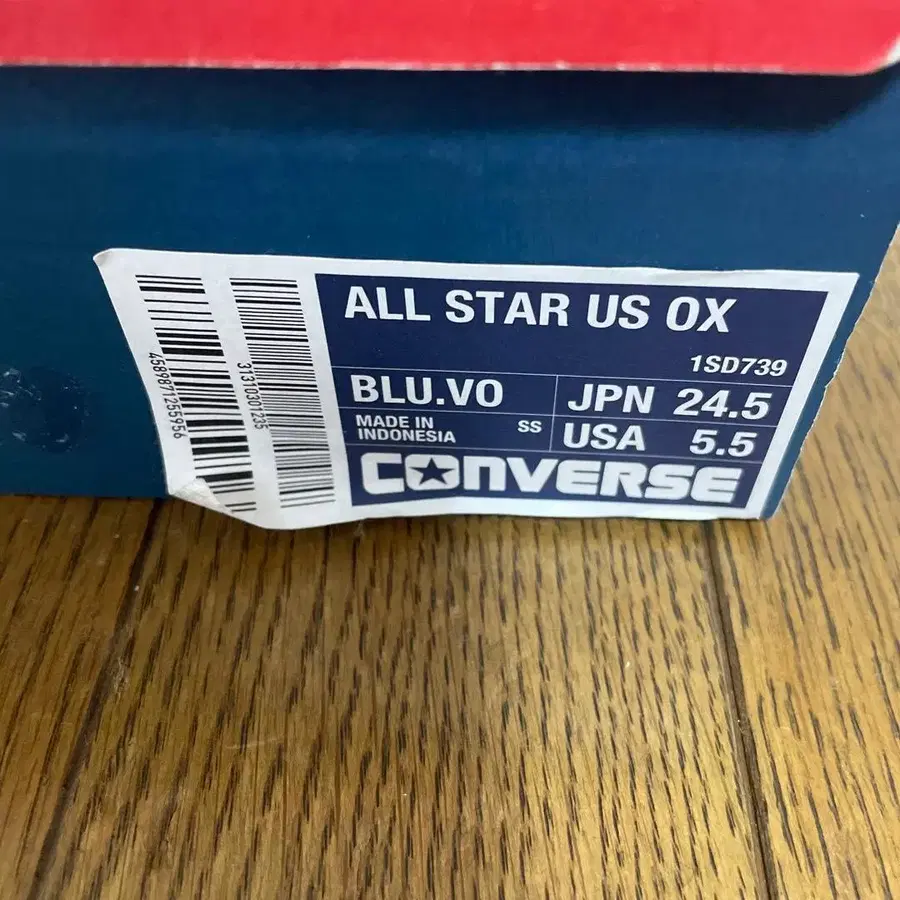 ALL STAR US OX
1SD739
BLU.VO
JPN 24.5
MADE IN
INDONESIA
SS
USA 5.5
CONVERSE
4589871255956
31310301235